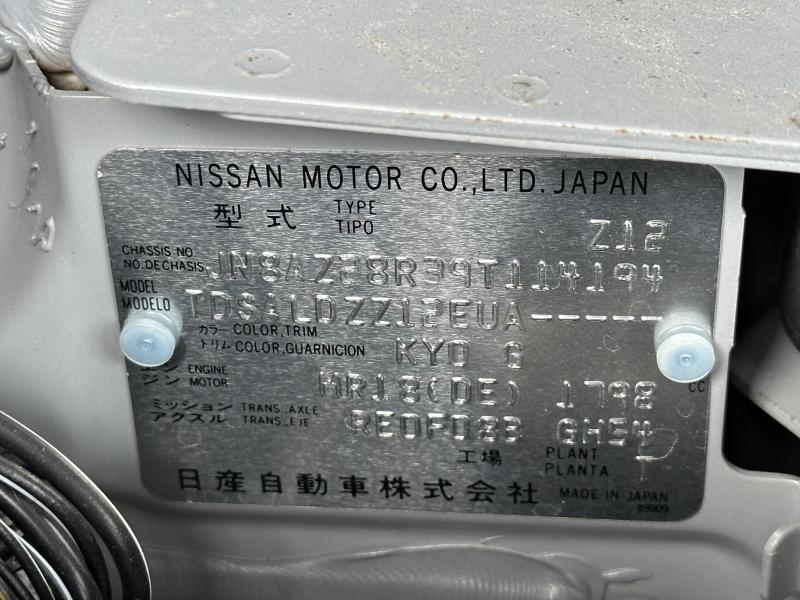 NISSAN MOTOR CO.,LTD. JAPAN
型式 TYPE TIPO Z12
CHASSIS NO. NO. DE CHASIS JN8AZ28R39T114194
MODEL MODELO TDSALDZZ12EUA-----
カラー COLOR,TRIM
トリム COLOR,GUARNICION KY0 G
エンジン ENGINE MOTOR MR18(DE) 1798 CC
ミッション TRANS.,AXLE
アクスル TRANS.,EJE RE0F08B GH54
工場 PLANT PLANTA
日産自動車株式会社 MADE IN JAPAN
89909